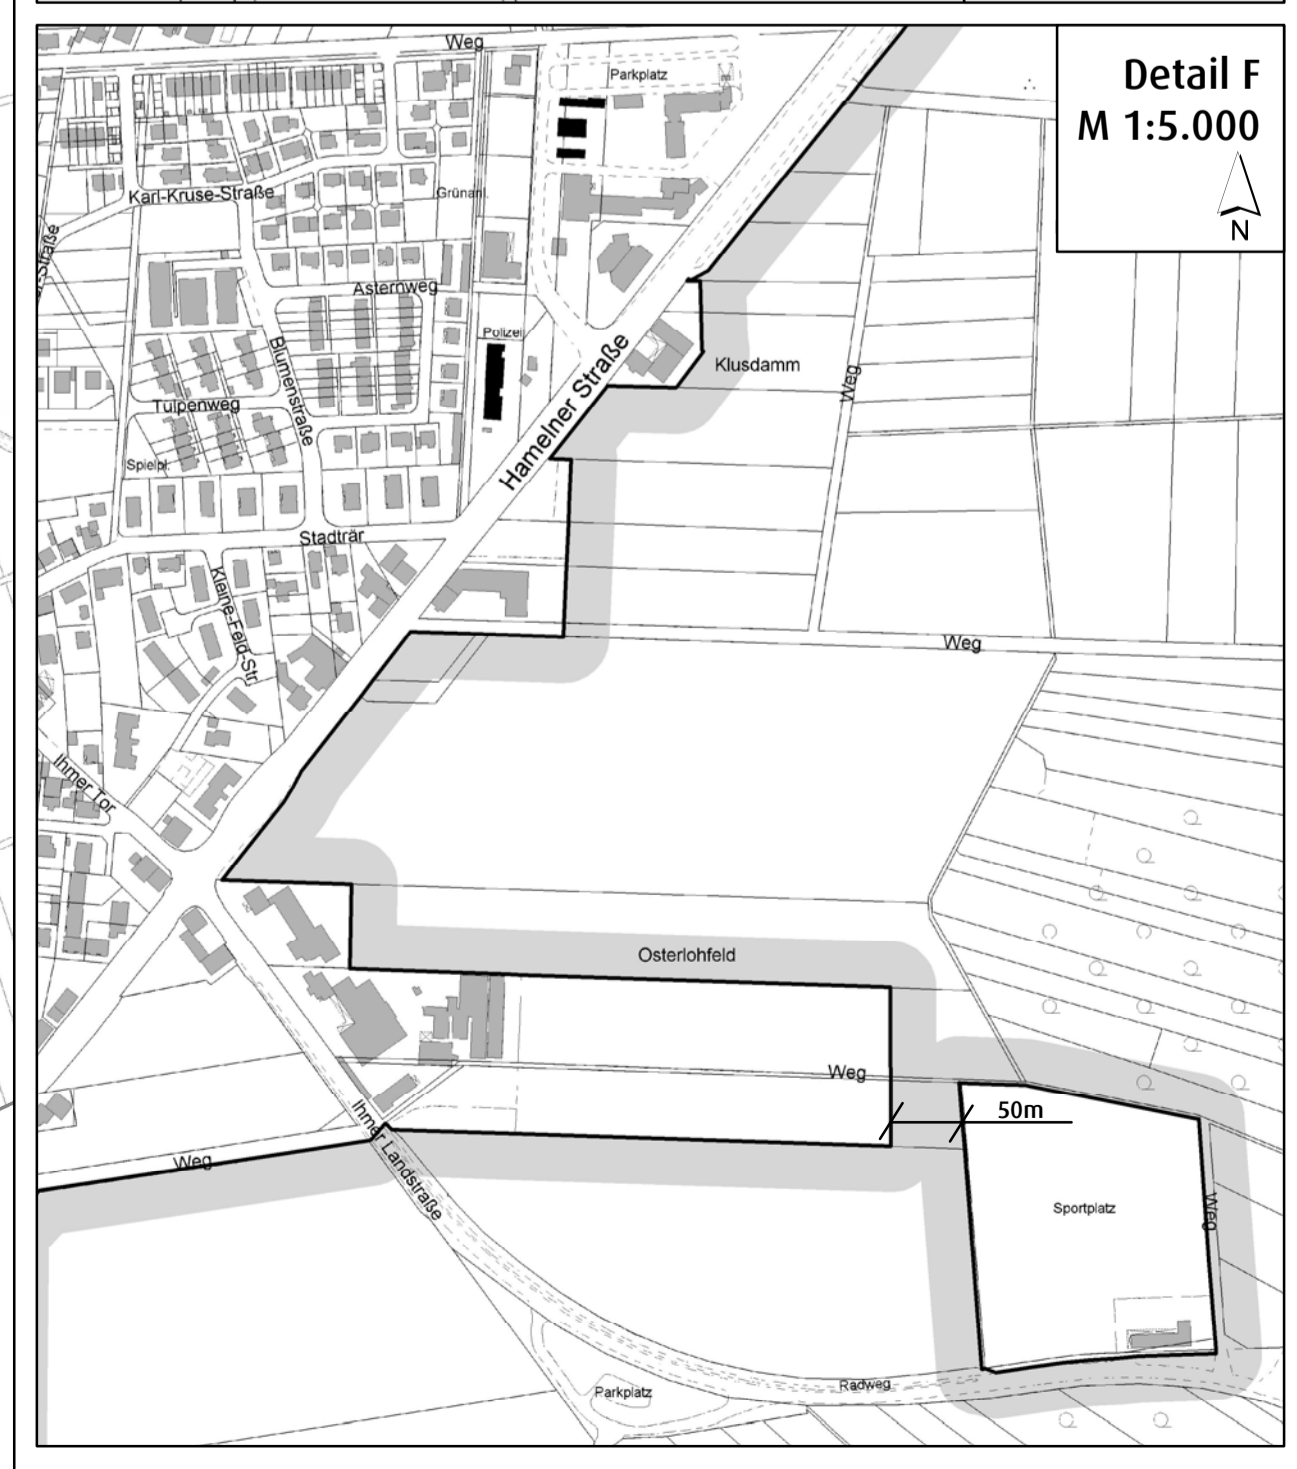 Weg
Parkplatz
Detail F
M 1:5.000
N
Karl-Kruse-Straße
Grünanl.
Asternweg
Polizei
Blumenstraße
Hamelner Straße
Klusdamm
Weg
Tulpenweg
Spielpl.
Stadträr
Kleine-Feld-Str
Weg
Ihmer Tor
Osterlohfeld
Weg
50m
Ihmer Landstraße
Weg
Sportplatz
Weg
Radweg
Parkplatz